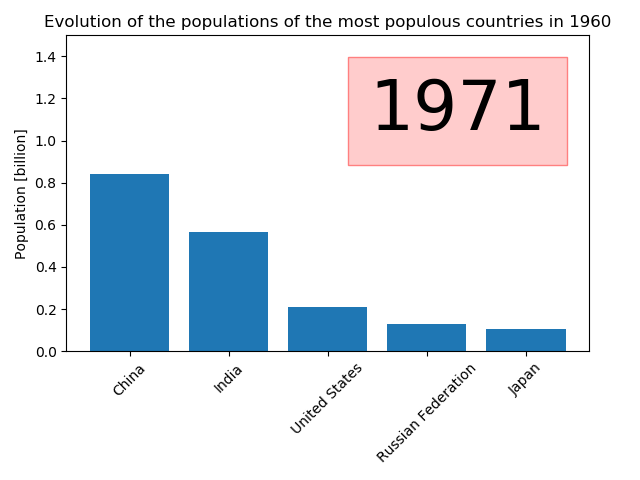 Evolution of the populations of the most populous countries in 1960
1971
Population [billion]
1.4
1.2
1.0
0.8
0.6
0.4
0.2
0.0
China
India
United States
Russian Federation
Japan